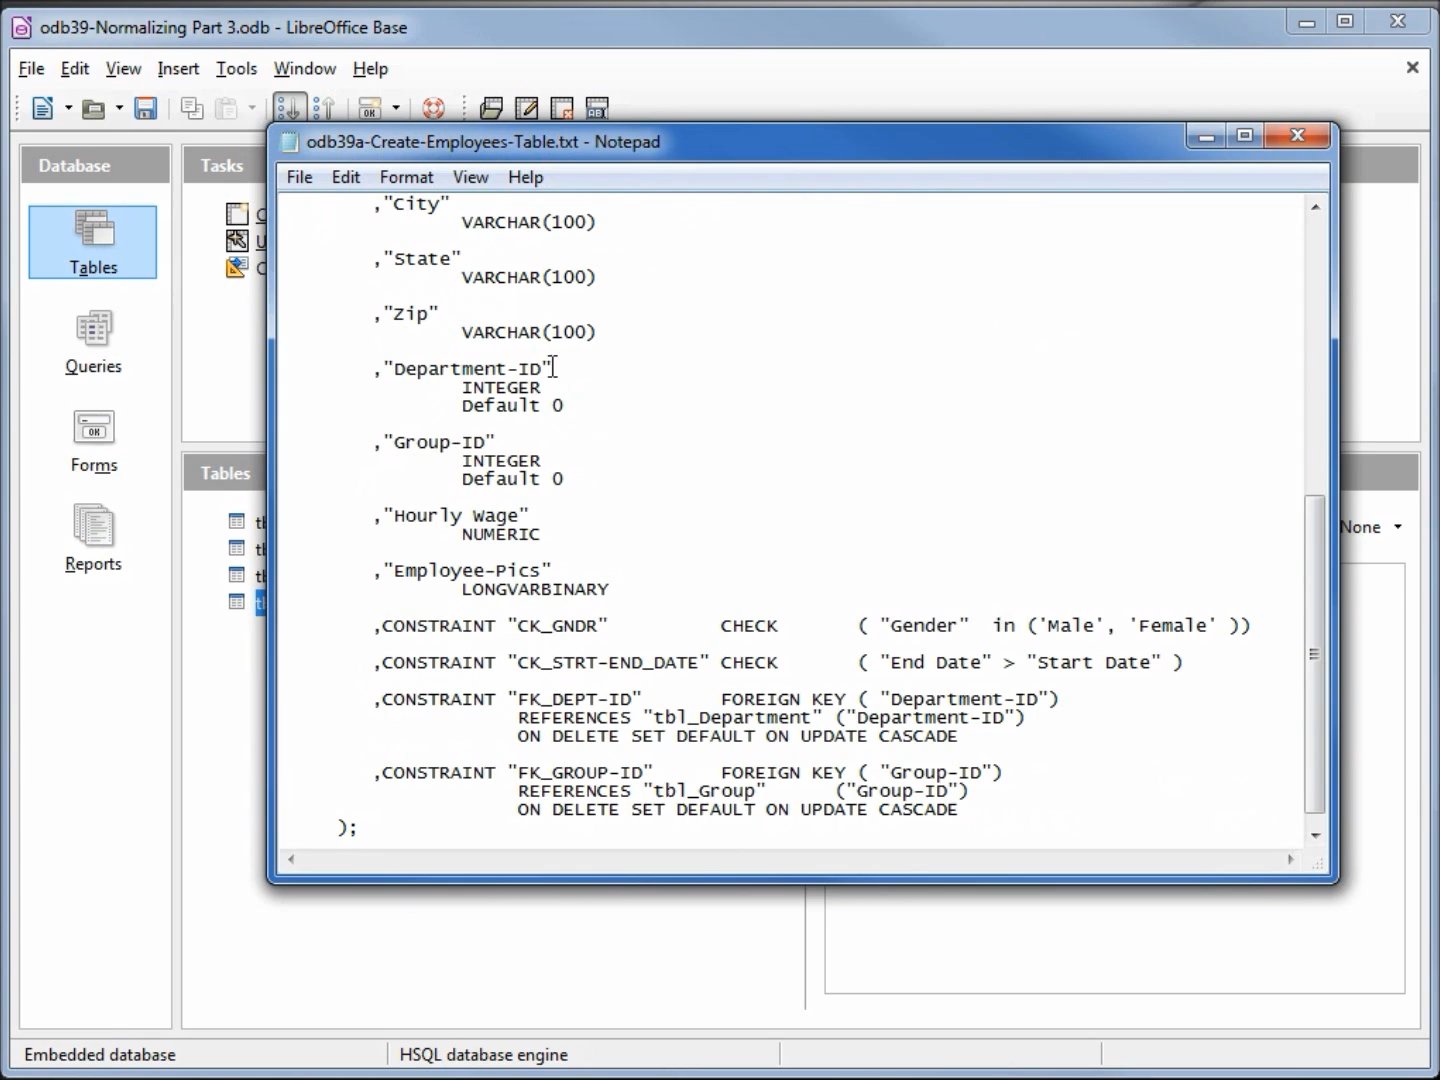 odb39-Normalizing Part 3.odb - LibreOffice Base
File Edit View Insert Tools Window Help
OK
Database
Tasks
Tables
Queries
OK
Forms
Reports
Tables
None
odb39a-Create-Employees-Table.txt - Notepad
File Edit Format View Help
,"City"
VARCHAR(100)
,"State"
VARCHAR(100)
,"Zip"
VARCHAR(100)
,"Department-ID"
INTEGER
Default 0
,"Group-ID"
INTEGER
Default 0
,"Hourly Wage"
NUMERIC
,"Employee-Pics"
LONGVARBINARY
,CONSTRAINT "CK_GNDR" CHECK ( "Gender" in ('Male', 'Female' ))
,CONSTRAINT "CK_STRT-END_DATE" CHECK ( "End Date" > "Start Date" )
,CONSTRAINT "FK_DEPT-ID" FOREIGN KEY ( "Department-ID")
REFERENCES "tbl_Department" ("Department-ID")
ON DELETE SET DEFAULT ON UPDATE CASCADE
,CONSTRAINT "FK_GROUP-ID" FOREIGN KEY ( "Group-ID")
REFERENCES "tbl_Group" ("Group-ID")
ON DELETE SET DEFAULT ON UPDATE CASCADE
);
Embedded database
HSQL database engine